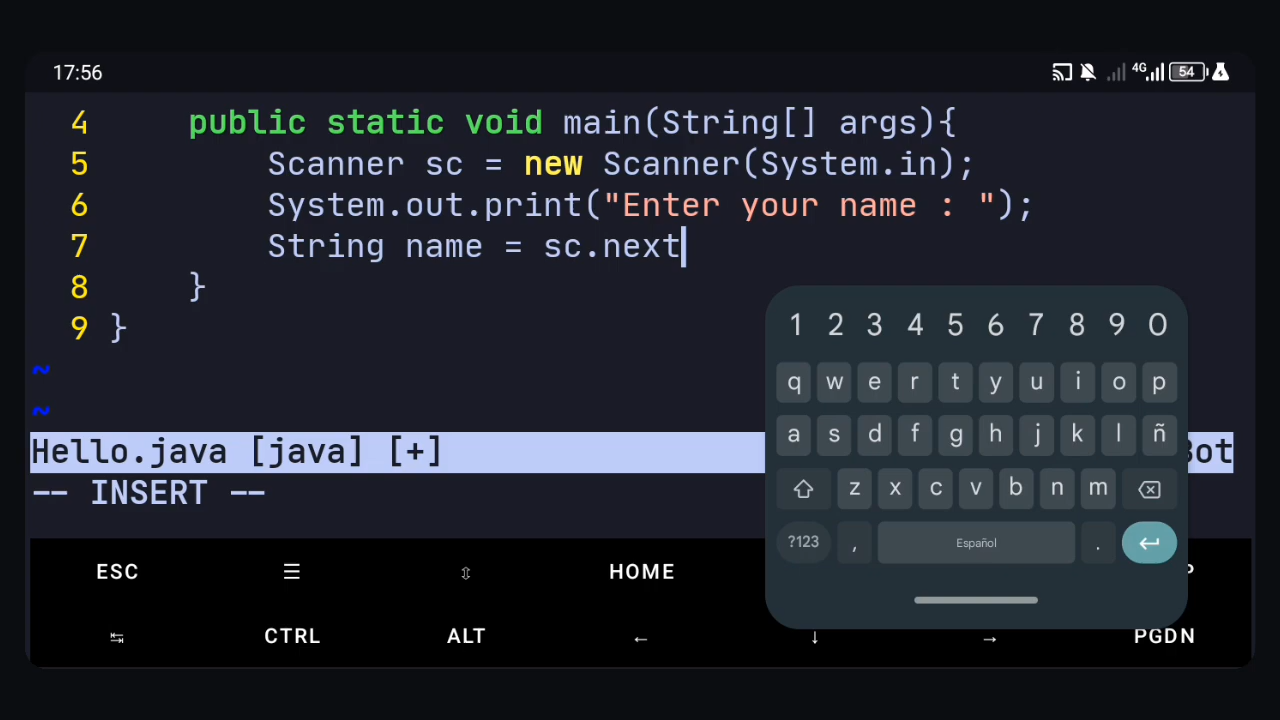 17:56 4G 54
4 public static void main(String[] args){
5 Scanner sc = new Scanner(System.in);
6 System.out.print("Enter your name : ");
7 String name = sc.next
8 }
9 }
~
~
Hello.java [java] [+] Bot
-- INSERT --
1 2 3 4 5 6 7 8 9 0
q w e r t y u i o p
a s d f g h j k l ñ
z x c v b n m
?123 , Español .
ESC ☰ ⇳ HOME
↹ CTRL ALT ← ↓ → PGDN